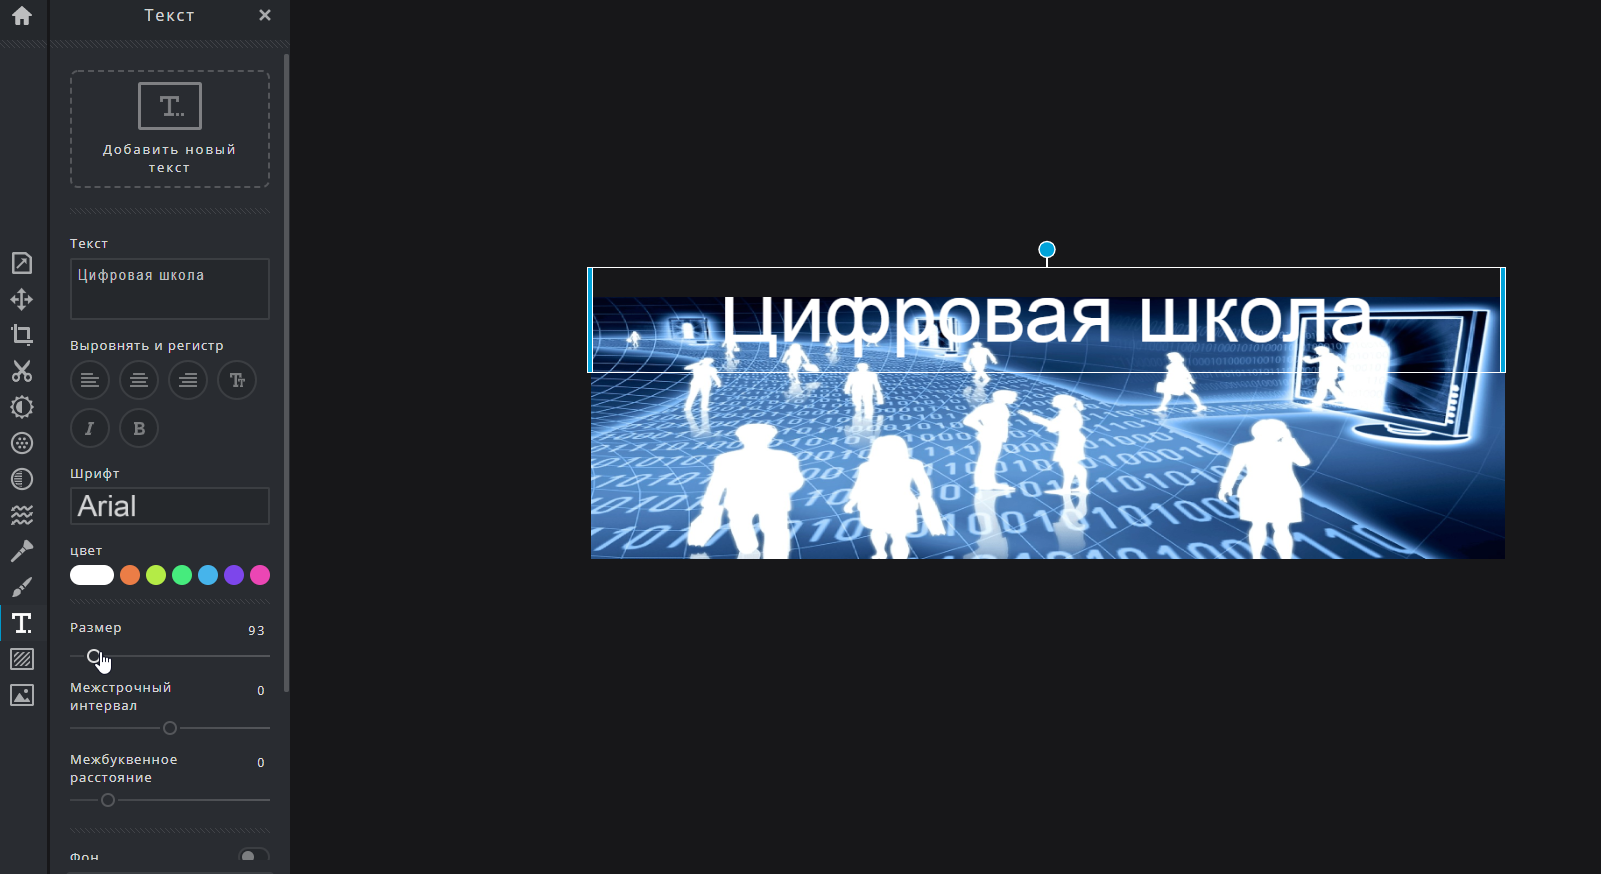 Текст
Добавить новый
текст
Текст
Цифровая школа
Выровнять и регистр
Шрифт
Arial
цвет
Размер
93
Межстрочный
интервал
0
Межбуквенное
расстояние
0
Фон
Цифровая школа